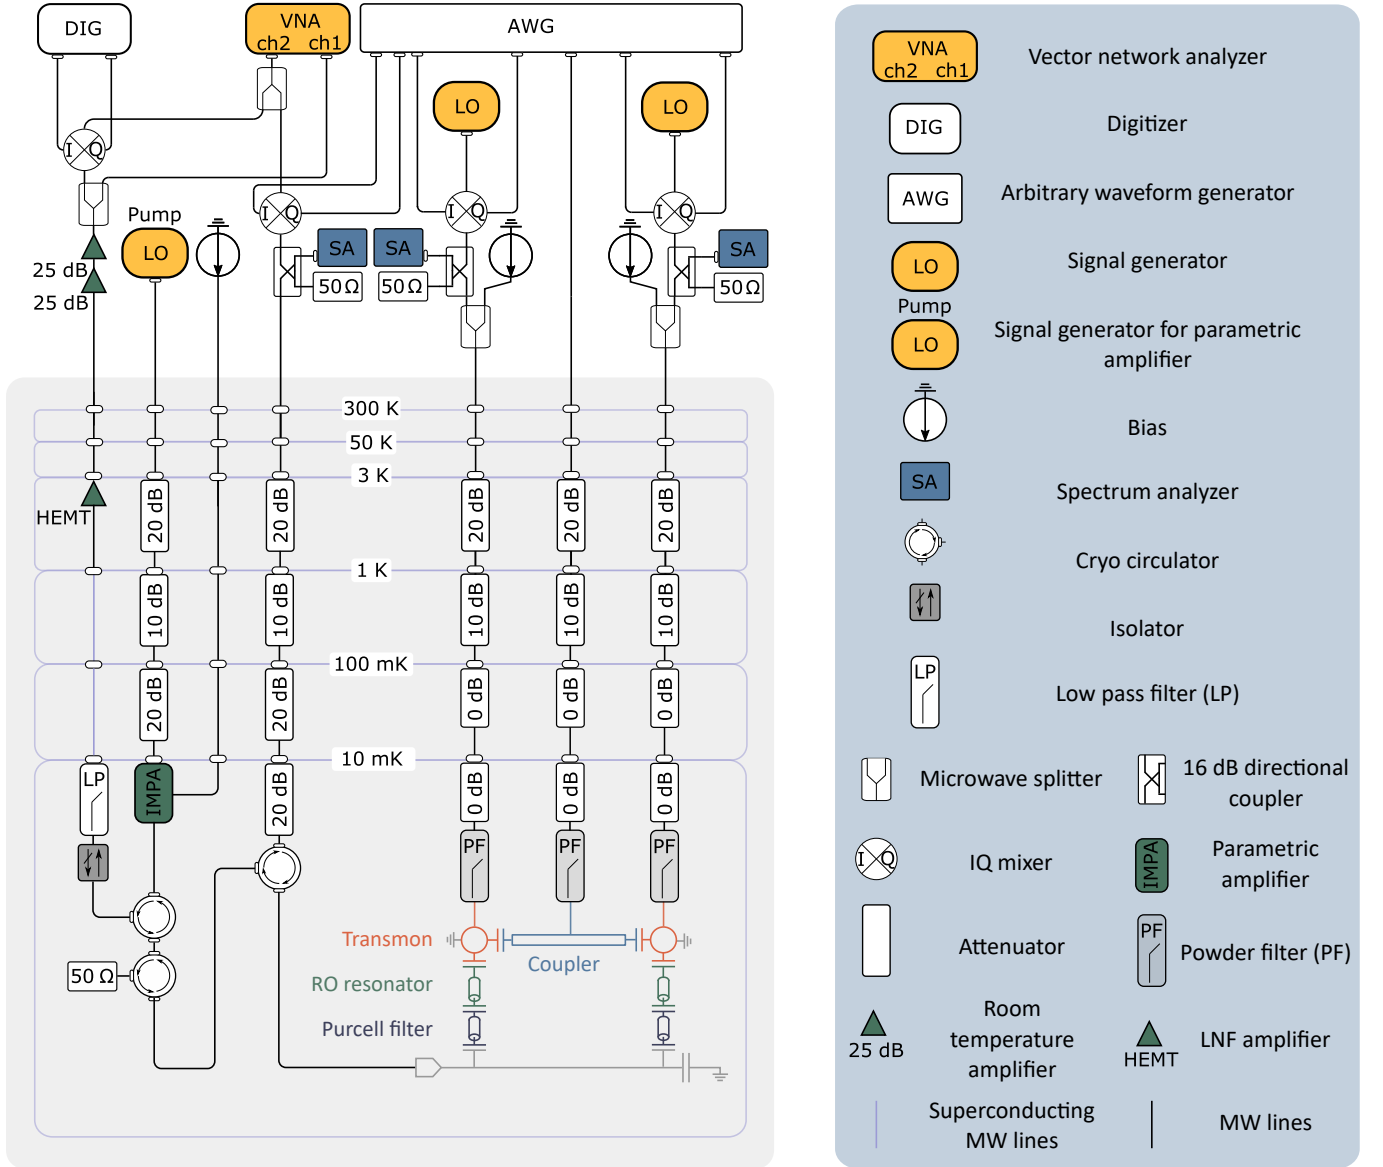 DIG
VNA
ch2 ch1
AWG
LO
LO
I Q
Pump
LO
I Q
I Q
I Q
25 dB
25 dB
SA
50 Ω
SA
50 Ω
SA
50 Ω
300 K
50 K
3 K
HEMT
20 dB
20 dB
20 dB
20 dB
20 dB
1 K
10 dB
10 dB
10 dB
10 dB
10 dB
100 mK
20 dB
20 dB
0 dB
0 dB
0 dB
10 mK
LP
IMPA
20 dB
0 dB
0 dB
0 dB
PF
PF
PF
Transmon
Coupler
50 Ω
RO resonator
Purcell filter
VNA
ch2 ch1
Vector network analyzer
DIG
Digitizer
AWG
Arbitrary waveform generator
LO
Signal generator
Pump
LO
Signal generator for parametric
amplifier
Bias
SA
Spectrum analyzer
Cryo circulator
Isolator
LP
Low pass filter (LP)
Microwave splitter
16 dB directional
coupler
I Q
IQ mixer
IMPA
Parametric
amplifier
Attenuator
PF
Powder filter (PF)
25 dB
Room
temperature
amplifier
HEMT
LNF amplifier
Superconducting
MW lines
MW lines